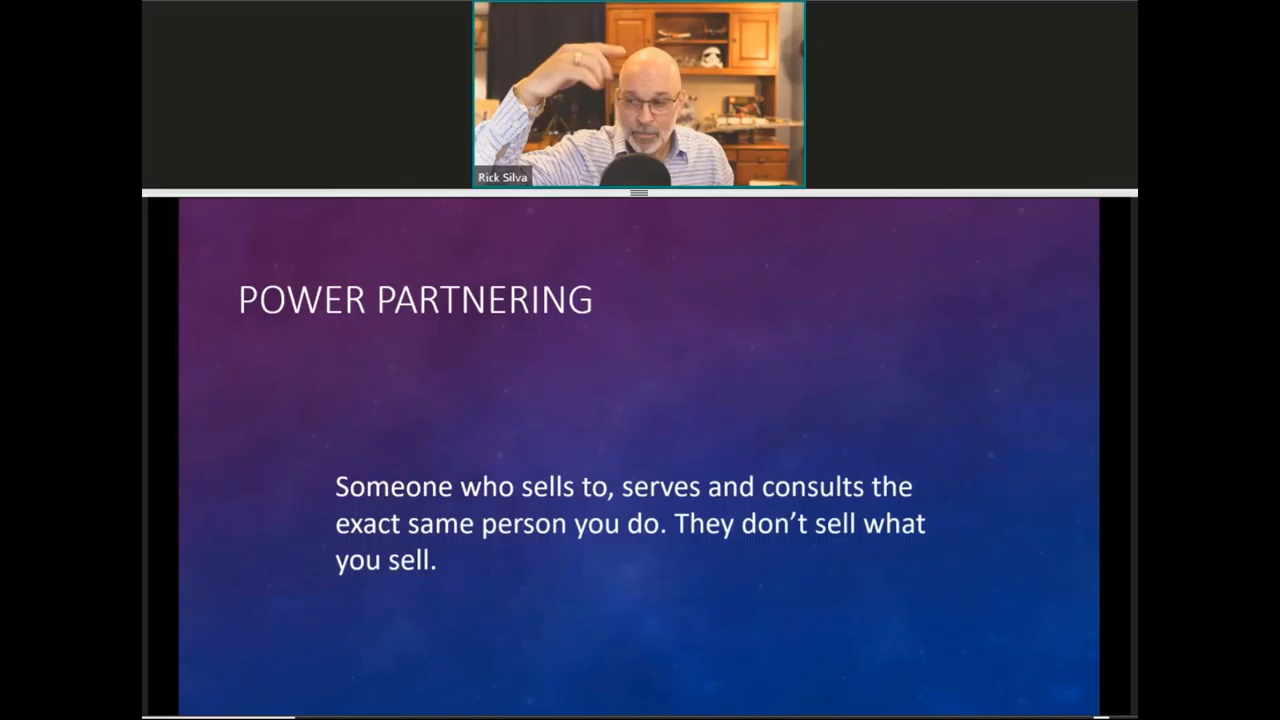 Rick Silva
POWER PARTNERING
Someone who sells to, serves and consults the
exact same person you do. They don’t sell what
you sell.